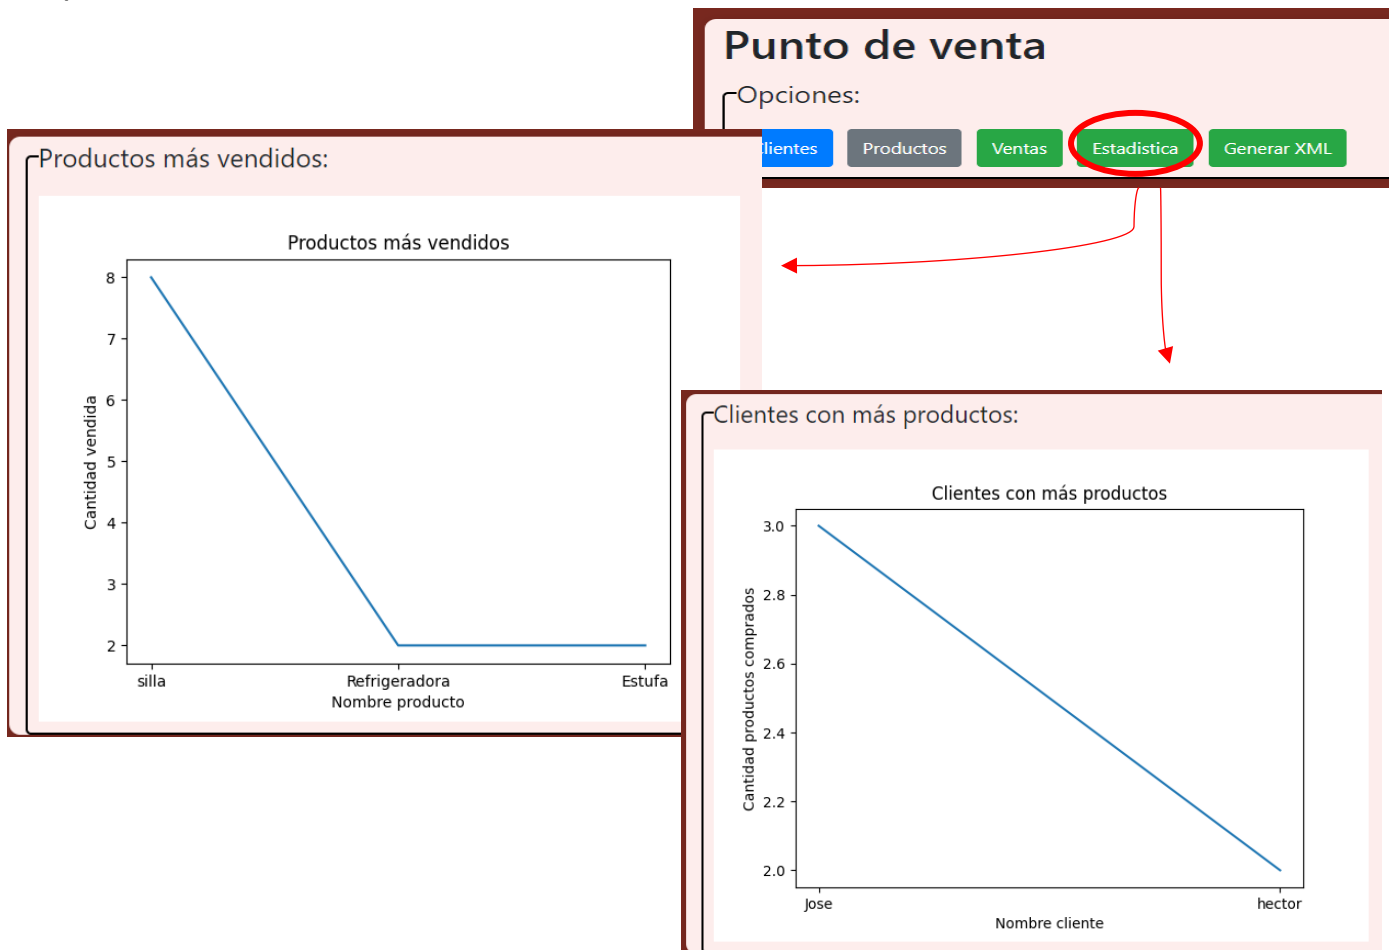 Punto de venta
Opciones:
Clientes Productos Ventas Estadistica Generar XML
Productos más vendidos:
Productos más vendidos
Cantidad vendida
8
7
6
5
4
3
2
silla Refrigeradora Estufa
Nombre producto
Clientes con más productos:
Clientes con más productos
Cantidad productos comprados
3.0
2.8
2.6
2.4
2.2
2.0
Jose hector
Nombre cliente